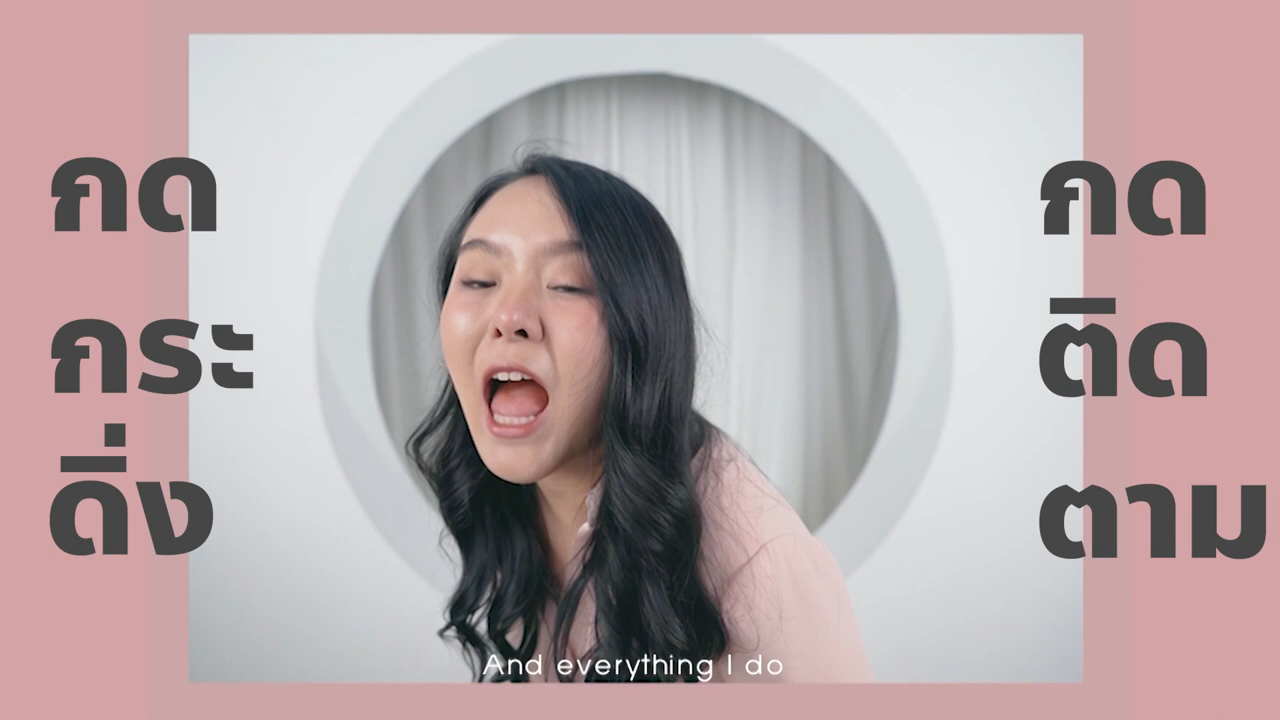 กด
กระ
ดิ่ง
กด
ติด
ตาม
And everything I do